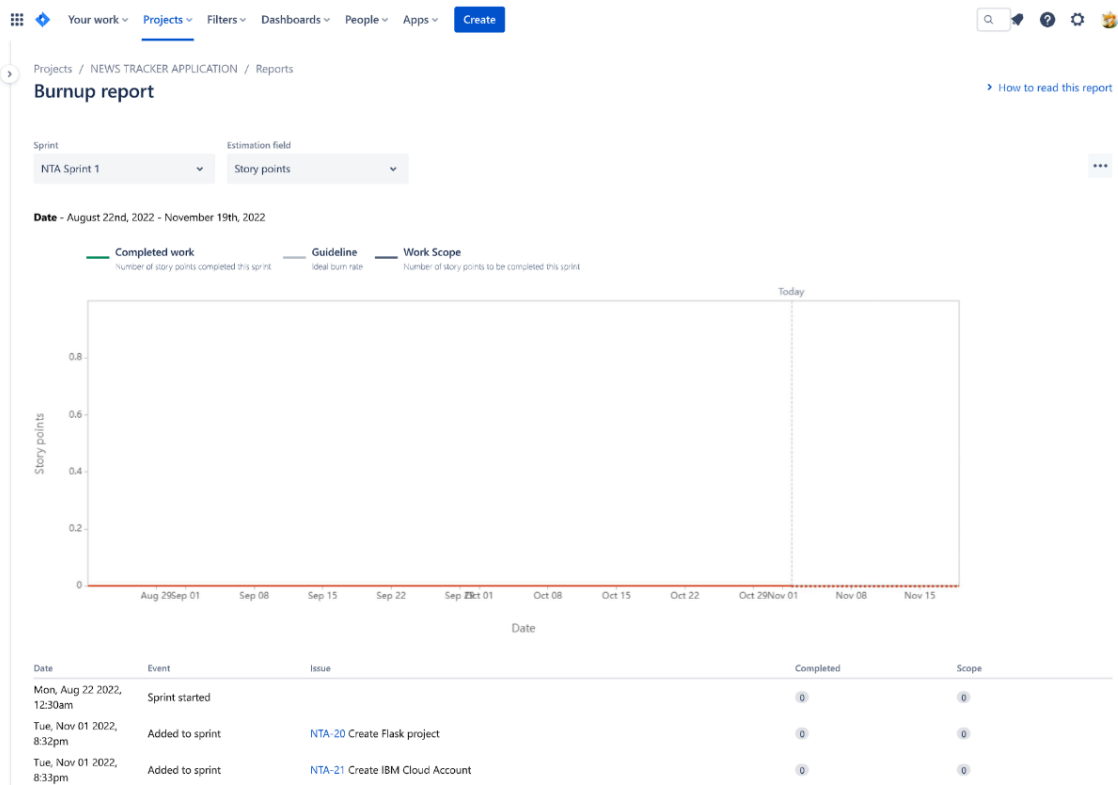 Your work Projects Filters Dashboards People Apps Create
Projects / NEWS TRACKER APPLICATION / Reports
Burnup report
How to read this report
Sprint Estimation field
NTA Sprint 1 Story points
Date - August 22nd, 2022 - November 19th, 2022
Completed work Guideline Work Scope
Number of story points completed this sprint Ideal burn rate Number of story points to be completed this sprint
Today
0.8
0.6
0.4
0.2
0
Story points
Aug 29 Sep 01 Sep 08 Sep 15 Sep 22 Sep Oct 01 Oct 08 Oct 15 Oct 22 Oct 29 Nov 01 Nov 08 Nov 15
Date
Date Event Issue Completed Scope
Mon, Aug 22 2022,
12:30am
Sprint started 0 0
Tue, Nov 01 2022,
8:32pm
Added to sprint NTA-20 Create Flask project 0 0
Tue, Nov 01 2022,
8:33pm
Added to sprint NTA-21 Create IBM Cloud Account 0 0